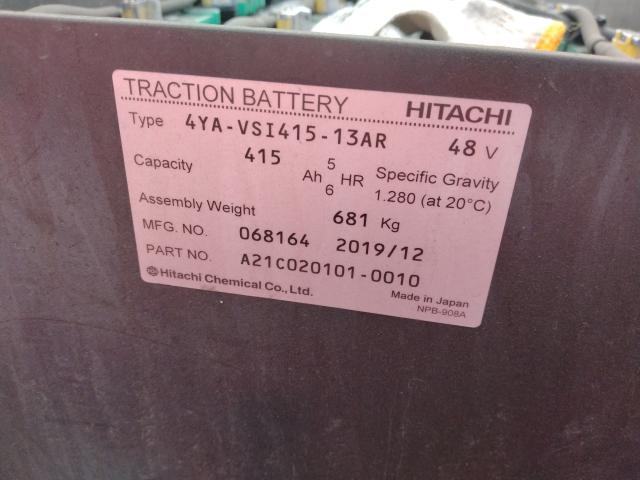 TRACTION BATTERY HITACHI
Type 4YA-VSI415-13AR 48 V
Capacity 415 Ah 5 6 HR Specific Gravity
1.280 (at 20°C)
Assembly Weight 681 Kg
MFG. NO. 068164 2019/12
PART NO. A21C020101-0010
Hitachi Chemical Co., Ltd. Made in Japan
NPB-908A